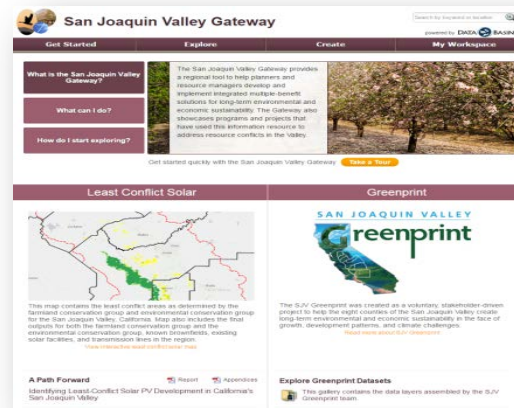 San Joaquin Valley Gateway
Search by keyword or location
powered by DATA BASIN
Get Started
Explore
Create
My Workspace
What is the San Joaquin Valley
Gateway?
What can I do?
How do I start exploring?
The San Joaquin Valley Gateway provides
a regional tool to help planners and
resource managers develop and
implement integrated multiple-benefit
solutions for long-term environmental and
economic sustainability. The Gateway also
showcases programs and projects that
have used this information resource to
address resource conflicts in the Valley.
Get started quickly with the San Joaquin Valley Gateway
Take a Tour
Least Conflict Solar
This map contains the least conflict areas as determined by the
farmland conservation group and environmental conservation group
for the San Joaquin Valley, California. Map also includes the final
outputs for both the farmland conservation group and the
environmental conservation group, known brownfields, existing
solar facilities, and transmission lines in the region.
View interactive least conflict solar map
A Path Forward
Report
Appendices
Identifying Least-Conflict Solar PV Development in California's
San Joaquin Valley
Greenprint
SAN JOAQUIN VALLEY
Greenprint
The SJV Greenprint was created as a voluntary, stakeholder-driven
project to help the eight counties of the San Joaquin Valley create
long-term environmental and economic sustainability in the face of
growth, development patterns, and climate challenges.
Read more about SJV Greenprint
Explore Greenprint Datasets
This gallery contains the data layers assembled by the SJV
Greenprint team.